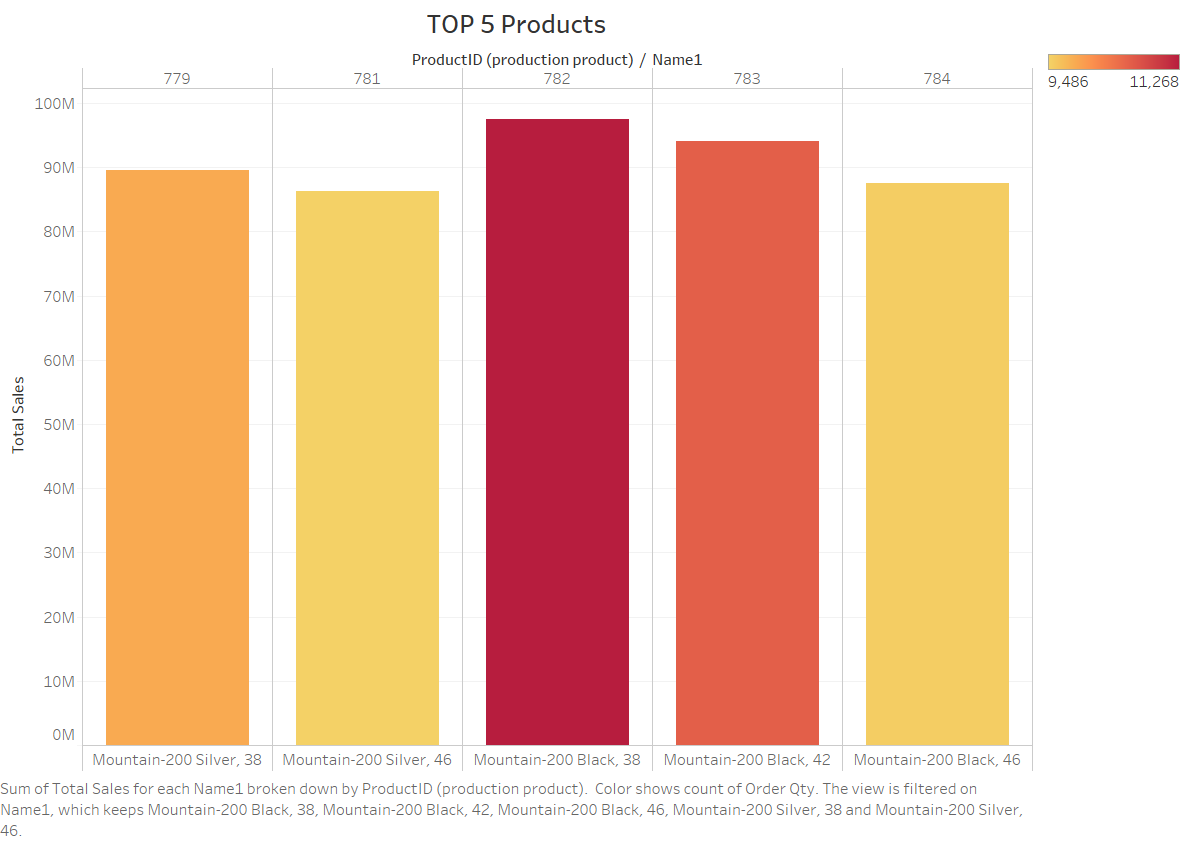 TOP 5 Products
ProductID (production product) / Name1
9,486 11,268
779 781 782 783 784
100M
90M
80M
70M
60M
50M
40M
30M
20M
10M
0M
Total Sales
Mountain-200 Silver, 38 Mountain-200 Silver, 46 Mountain-200 Black, 38 Mountain-200 Black, 42 Mountain-200 Black, 46
Sum of Total Sales for each Name1 broken down by ProductID (production product). Color shows count of Order Qty. The view is filtered on
Name1, which keeps Mountain-200 Black, 38, Mountain-200 Black, 42, Mountain-200 Black, 46, Mountain-200 Silver, 38 and Mountain-200 Silver,
46.